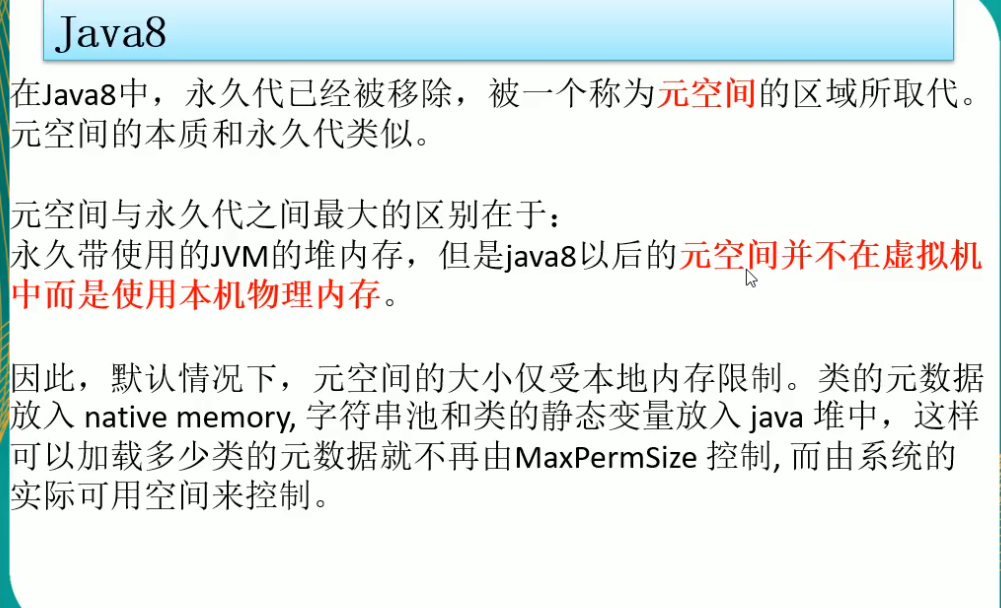 Java8
在Java8中，永久代已经被移除，被一个称为元空间的区域所取代。
元空间的本质和永久代类似。
元空间与永久代之间最大的区别在于：
永久带使用的JVM的堆内存，但是java8以后的元空间并不在虚拟机
中而是使用本机物理内存。
因此，默认情况下，元空间的大小仅受本地内存限制。类的元数据
放入 native memory, 字符串池和类的静态变量放入 java 堆中，这样
可以加载多少类的元数据就不再由MaxPermSize 控制, 而由系统的
实际可用空间来控制。